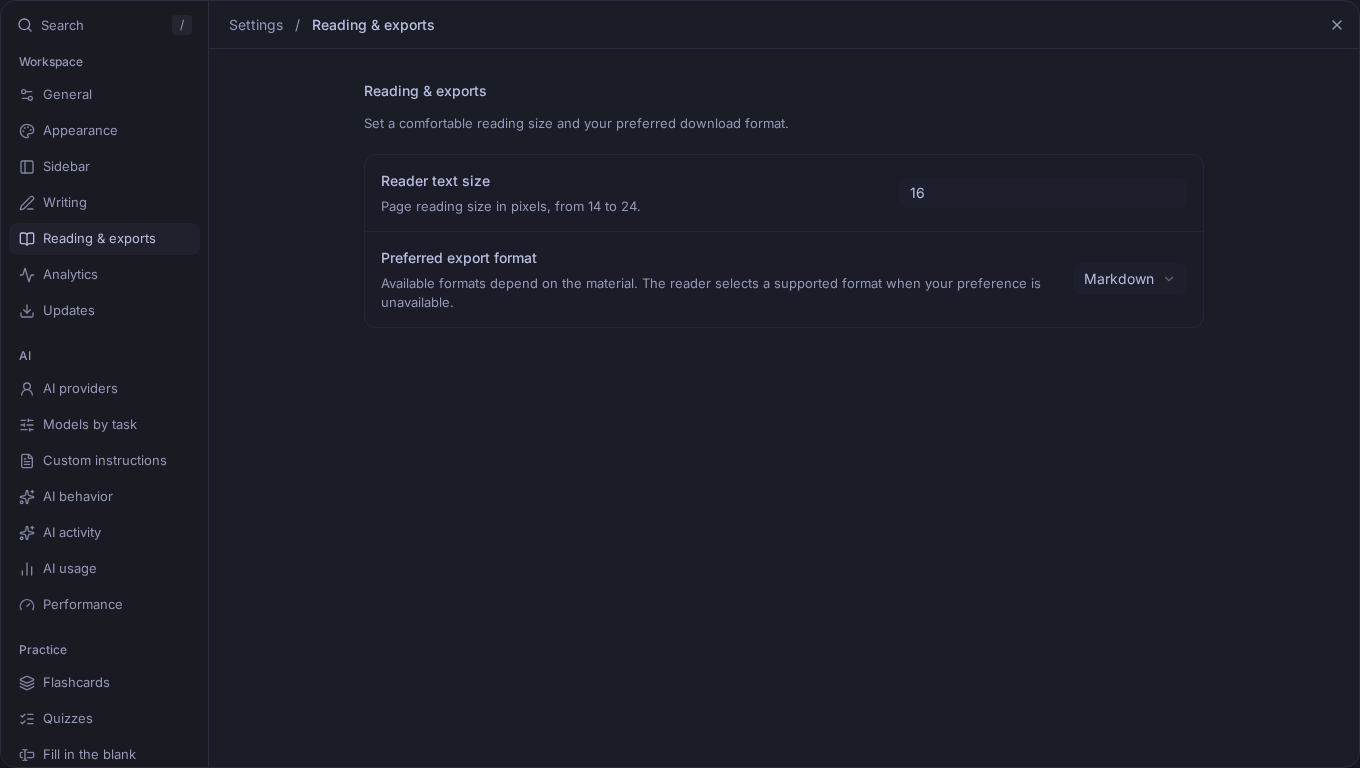 Search /
Workspace
General
Appearance
Sidebar
Writing
Reading & exports
Analytics
Updates
AI
AI providers
Models by task
Custom instructions
AI behavior
AI activity
AI usage
Performance
Practice
Flashcards
Quizzes
Fill in the blank
Settings / Reading & exports
Reading & exports
Set a comfortable reading size and your preferred download format.
Reader text size
Page reading size in pixels, from 14 to 24.
16
Preferred export format
Available formats depend on the material. The reader selects a supported format when your preference is
unavailable.
Markdown